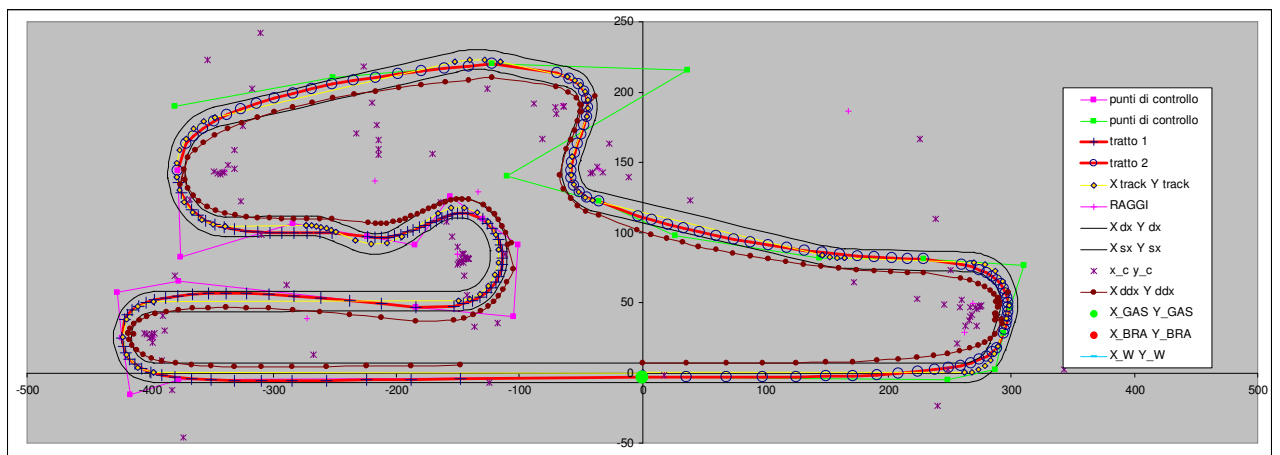 250
200
150
100
50
0
-50
-500
-400
-300
-200
-100
0
100
200
300
400
500
punti di controllo
punti di controllo
tratto 1
tratto 2
X track Y track
RAGGI
X dx Y dx
X sx Y sx
x_c y_c
X ddx Y ddx
X_GAS Y_GAS
X_BRA Y_BRA
X_W Y_W